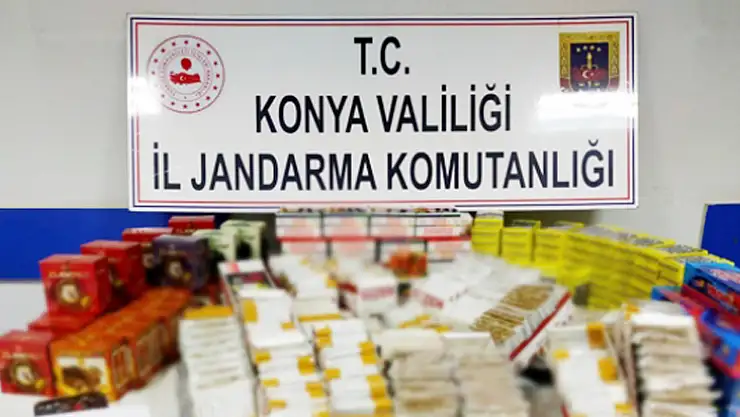 T.C.
KONYA VALİLİĞİ
İL JANDARMA KOMUTANLIĞI